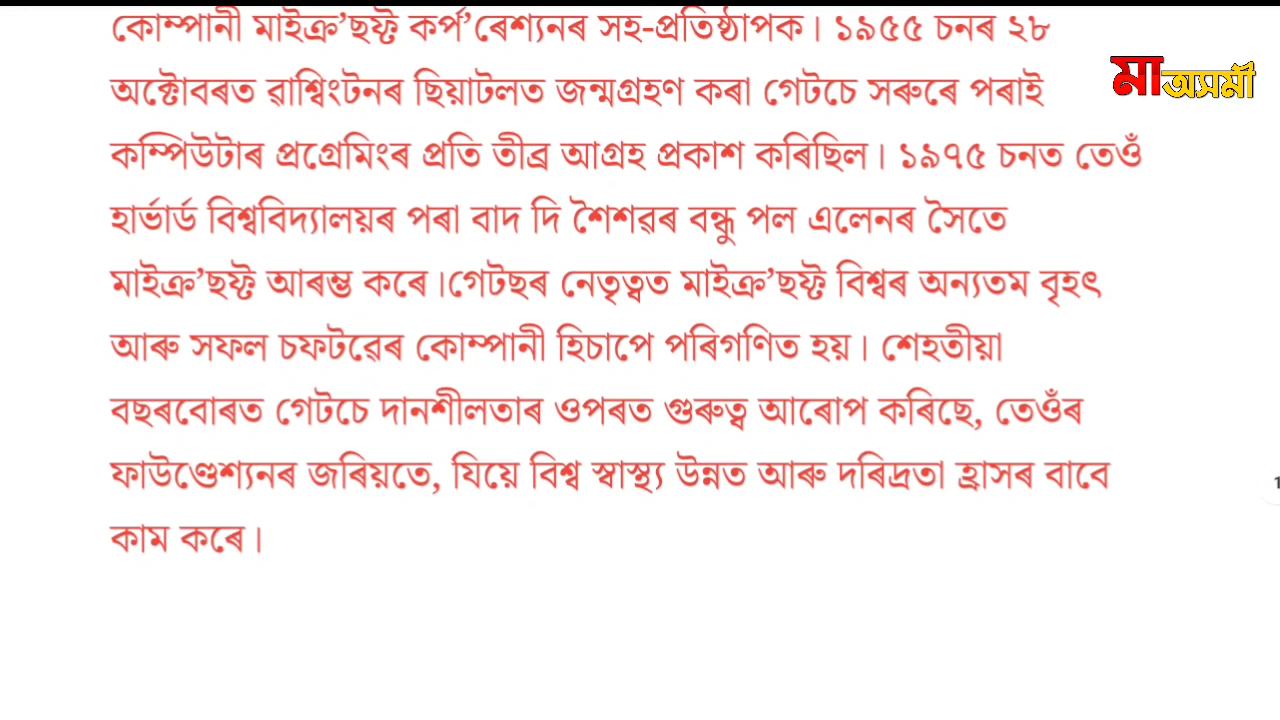 কোম্পানী মাইক্ৰ’ছফ্ট কৰ্প’ৰেশ্যনৰ সহ-প্ৰতিষ্ঠাপক। ১৯৫৫ চনৰ ২৮
মা অসমী
অক্টোবৰত ৱাশ্বিংটনৰ ছিয়াটলত জন্মগ্ৰহণ কৰা গেটচে সৰুৰে পৰাই
কম্পিউটাৰ প্ৰগ্ৰেমিংৰ প্ৰতি তীব্ৰ আগ্ৰহ প্ৰকাশ কৰিছিল। ১৯৭৫ চনত তেওঁ
হাৰ্ভাৰ্ড বিশ্ববিদ্যালয়ৰ পৰা বাদ দি শৈশৱৰ বন্ধু পল এলেনৰ সৈতে
মাইক্ৰ’ছফ্ট আৰম্ভ কৰে।গেটছৰ নেতৃত্বত মাইক্ৰ’ছফ্ট বিশ্বৰ অন্যতম বৃহৎ
আৰু সফল চফটৱেৰ কোম্পানী হিচাপে পৰিগণিত হয়। শেহতীয়া
বছৰবোৰত গেটচে দানশীলতাৰ ওপৰত গুৰুত্ব আৰোপ কৰিছে, তেওঁৰ
ফাউণ্ডেশ্যনৰ জৰিয়তে, যিয়ে বিশ্ব স্বাস্থ্য উন্নত আৰু দৰিদ্ৰতা হ্ৰাসৰ বাবে
কাম কৰে।